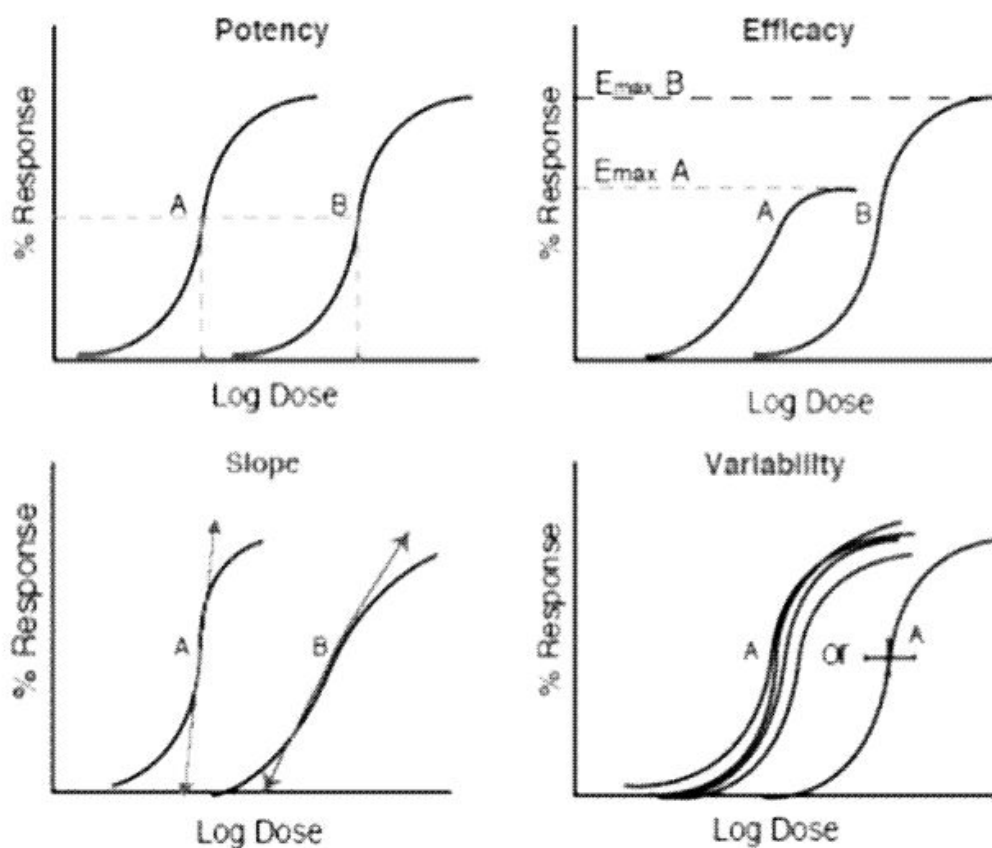 Potency
% Response
A
B
Log Dose
Efficacy
% Response
Emax B
Emax A
A
B
Log Dose
Slope
% Response
A
B
Log Dose
Variability
% Response
A
or
A
Log Dose